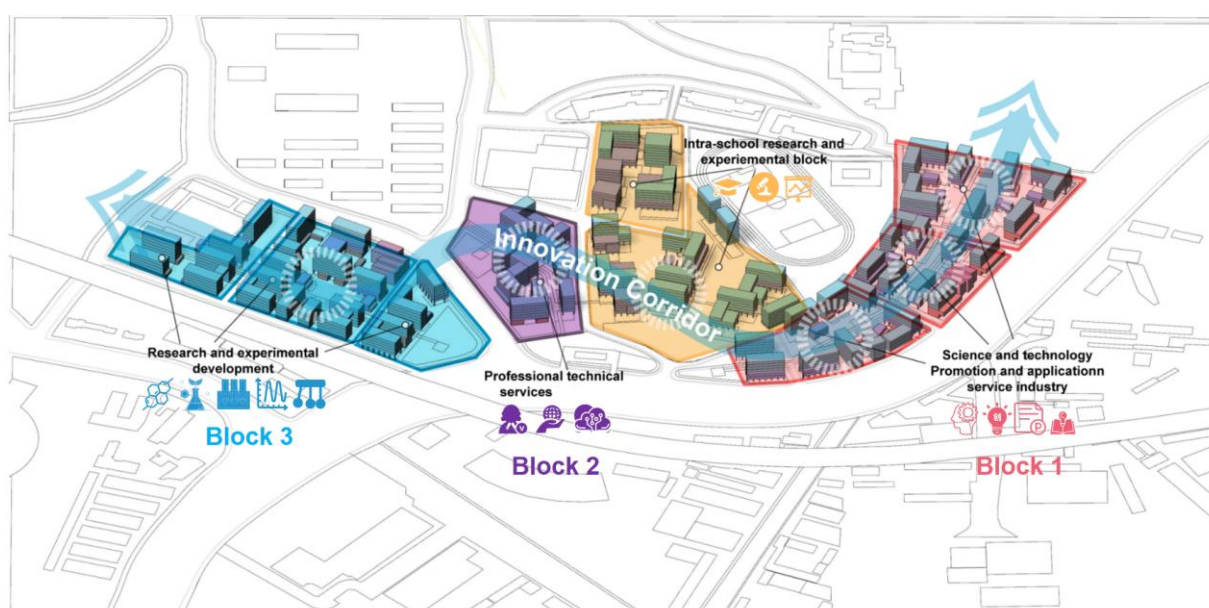 Intra-school research and
experiemental block
Innovation Corridor
Research and experimental
development
Block 3
Professional technical
services
Block 2
Science and technology
Promotion and applicationn
service industry
Block 1